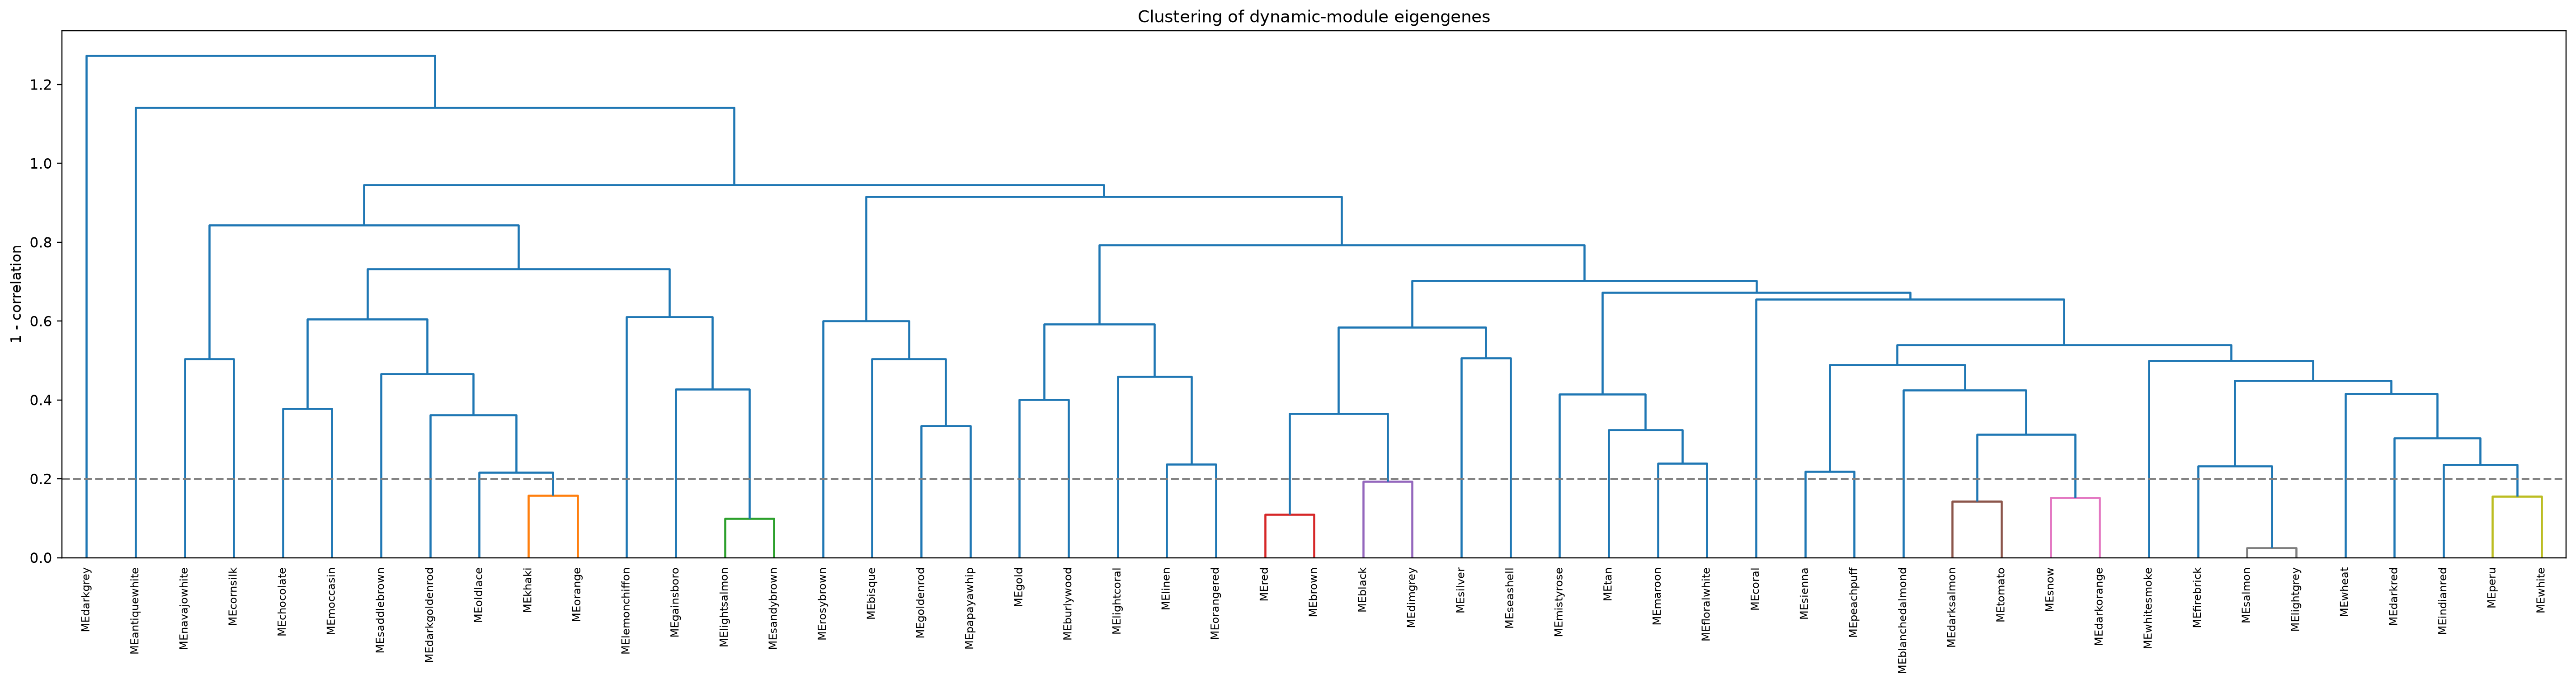 Clustering of dynamic-module eigengenes
1 - correlation
1.2
1.0
0.8
0.6
0.4
0.2
0.0
MEdarkgrey
MEantiquewhite
MEnavajowhite
MEcornsilk
MEchocolate
MEmoccasin
MEsaddlebrown
MEdarkgoldenrod
MEoldlace
MEkhaki
MEorange
MElemonchiffon
MEgainsboro
MElightsalmon
MEsandybrown
MErosybrown
MEbisque
MEgoldenrod
MEpapayawhip
MEgold
MEburlywood
MElightcoral
MElinen
MEorangered
MEred
MEbrown
MEblack
MEdimgrey
MEsilver
MEseashell
MEmistyrose
MEtan
MEmaroon
MEfloralwhite
MEcoral
MEsienna
MEpeachpuff
MEblanchedalmond
MEdarksalmon
MEtomato
MEsnow
MEdarkorange
MEwhitesmoke
MEfirebrick
MEsalmon
MElightgrey
MEwheat
MEdarkred
MEindianred
MEperu
MEwhite